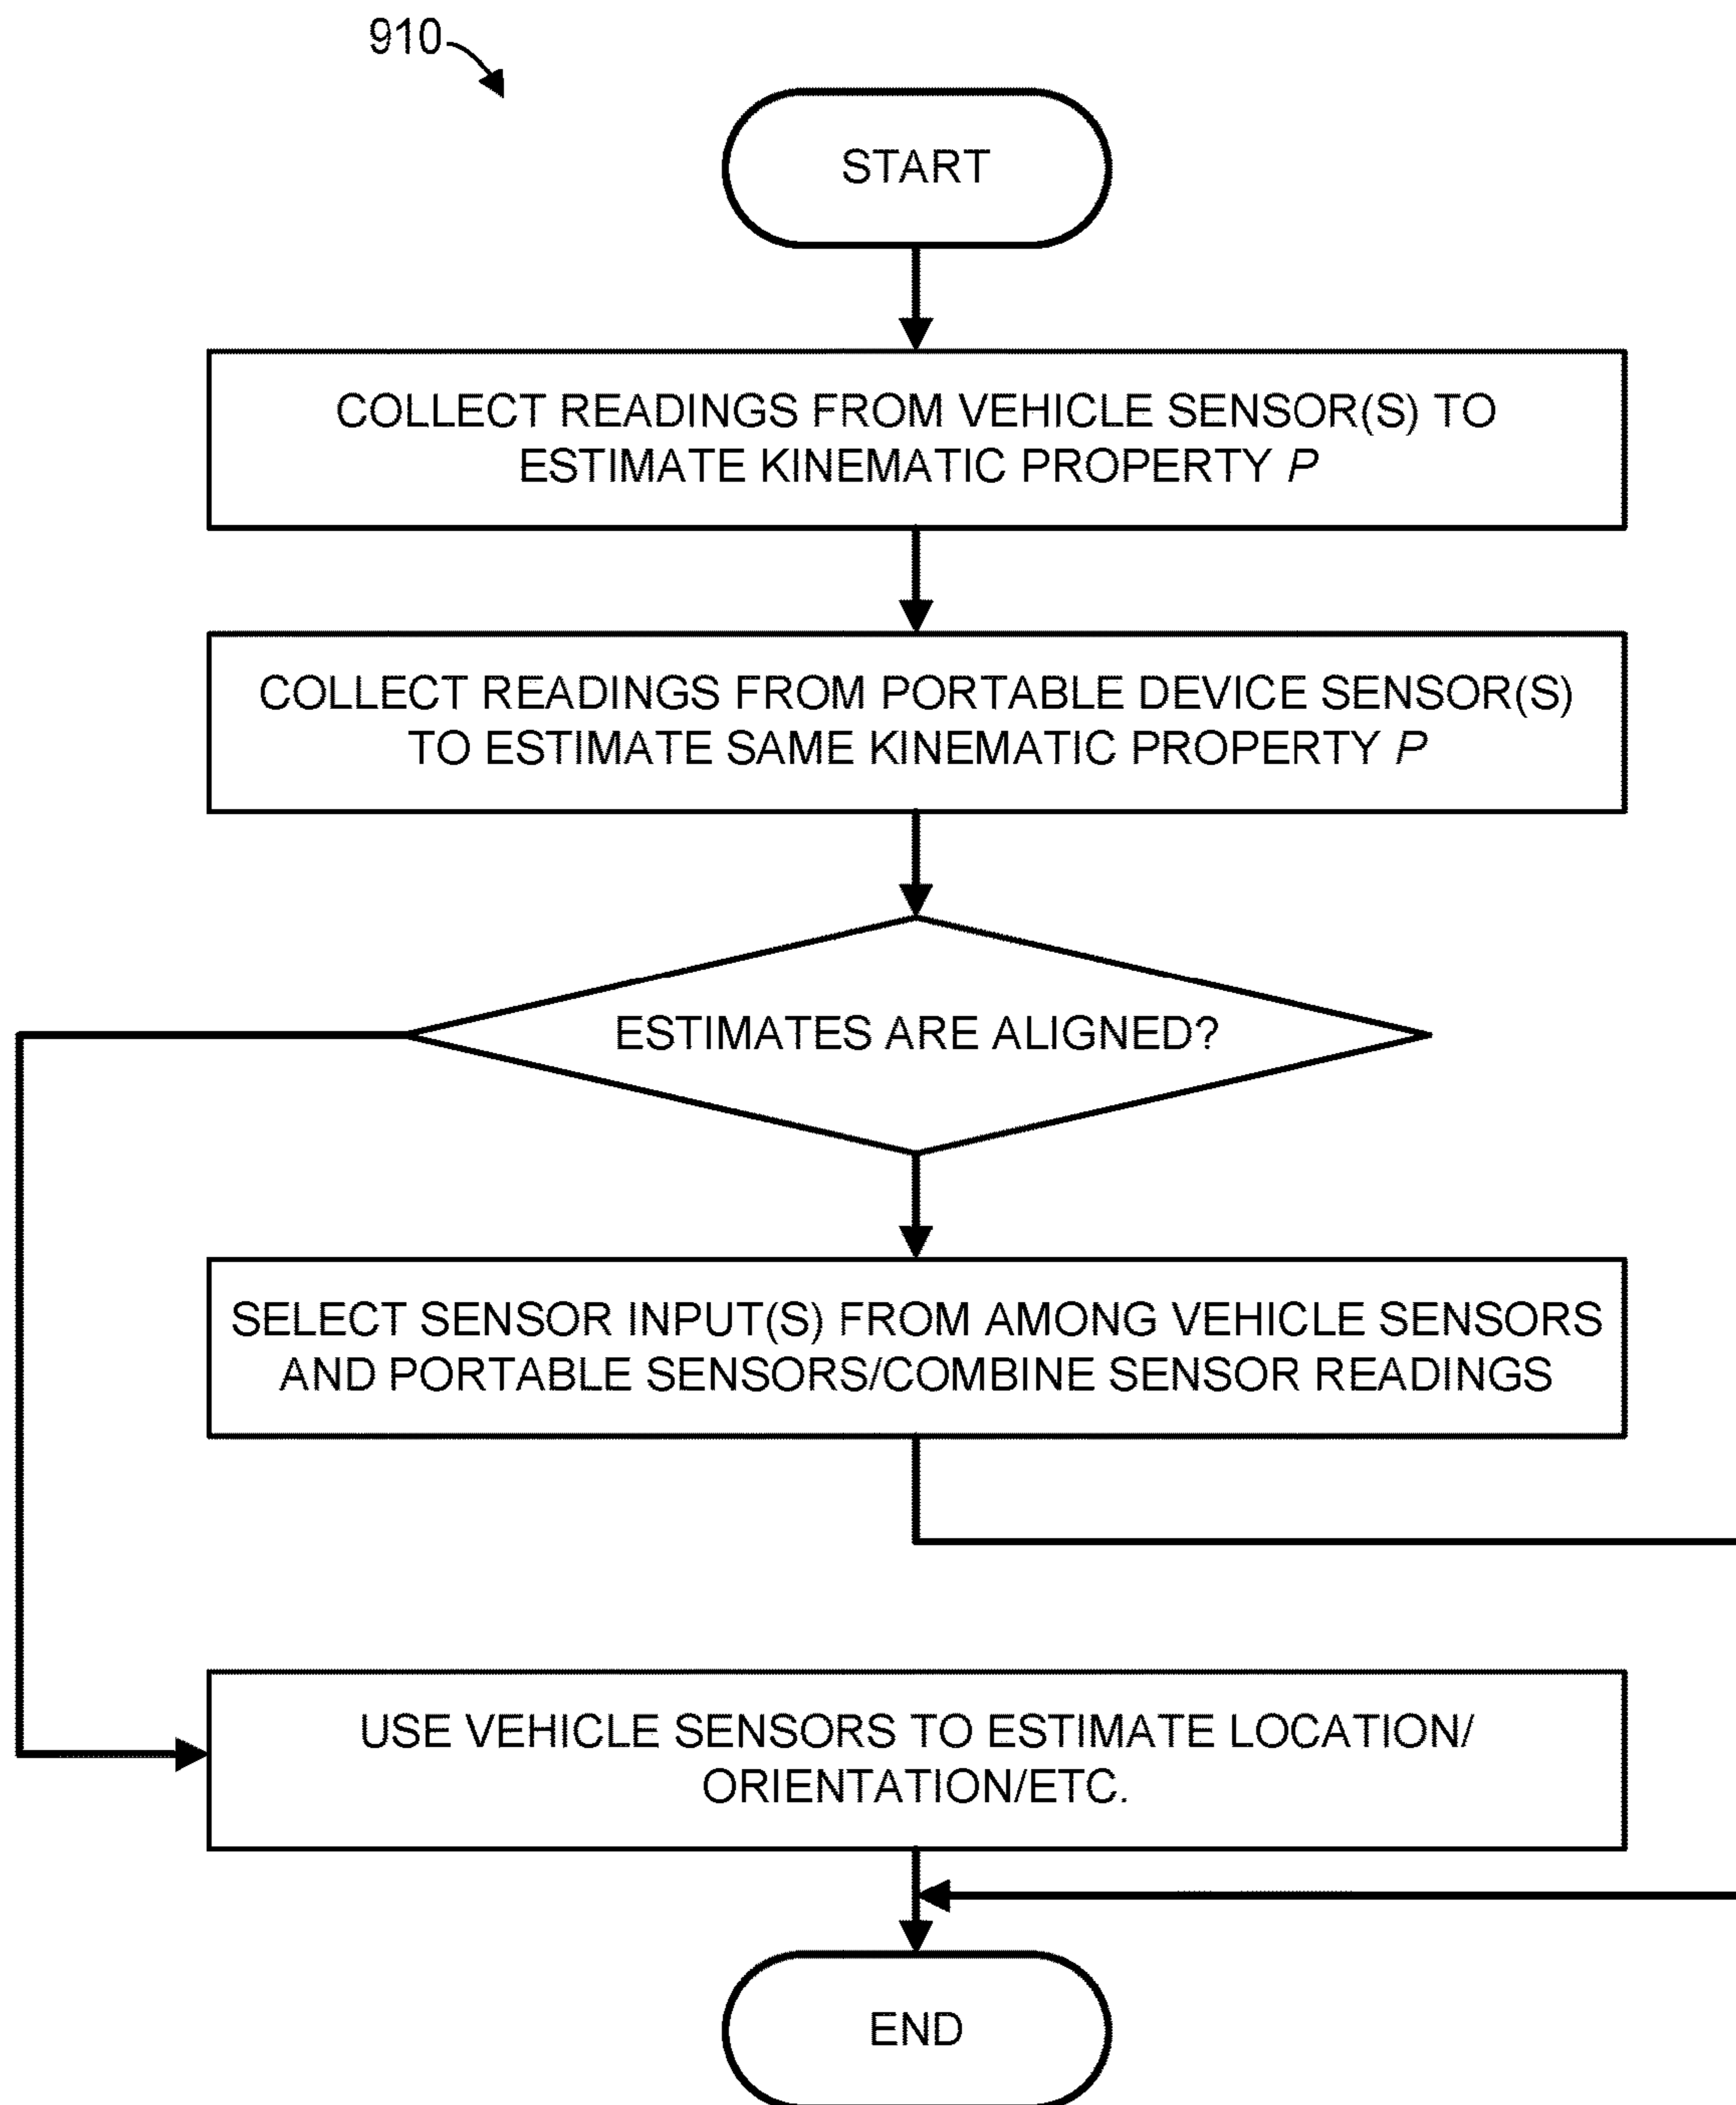 910
START
COLLECT READINGS FROM VEHICLE SENSOR(S) TO
ESTIMATE KINEMATIC PROPERTY P
COLLECT READINGS FROM PORTABLE DEVICE SENSOR(S)
TO ESTIMATE SAME KINEMATIC PROPERTY P
ESTIMATES ARE ALIGNED?
SELECT SENSOR INPUT(S) FROM AMONG VEHICLE SENSORS
AND PORTABLE SENSORS/COMBINE SENSOR READINGS
USE VEHICLE SENSORS TO ESTIMATE LOCATION/
ORIENTATION/ETC.
END